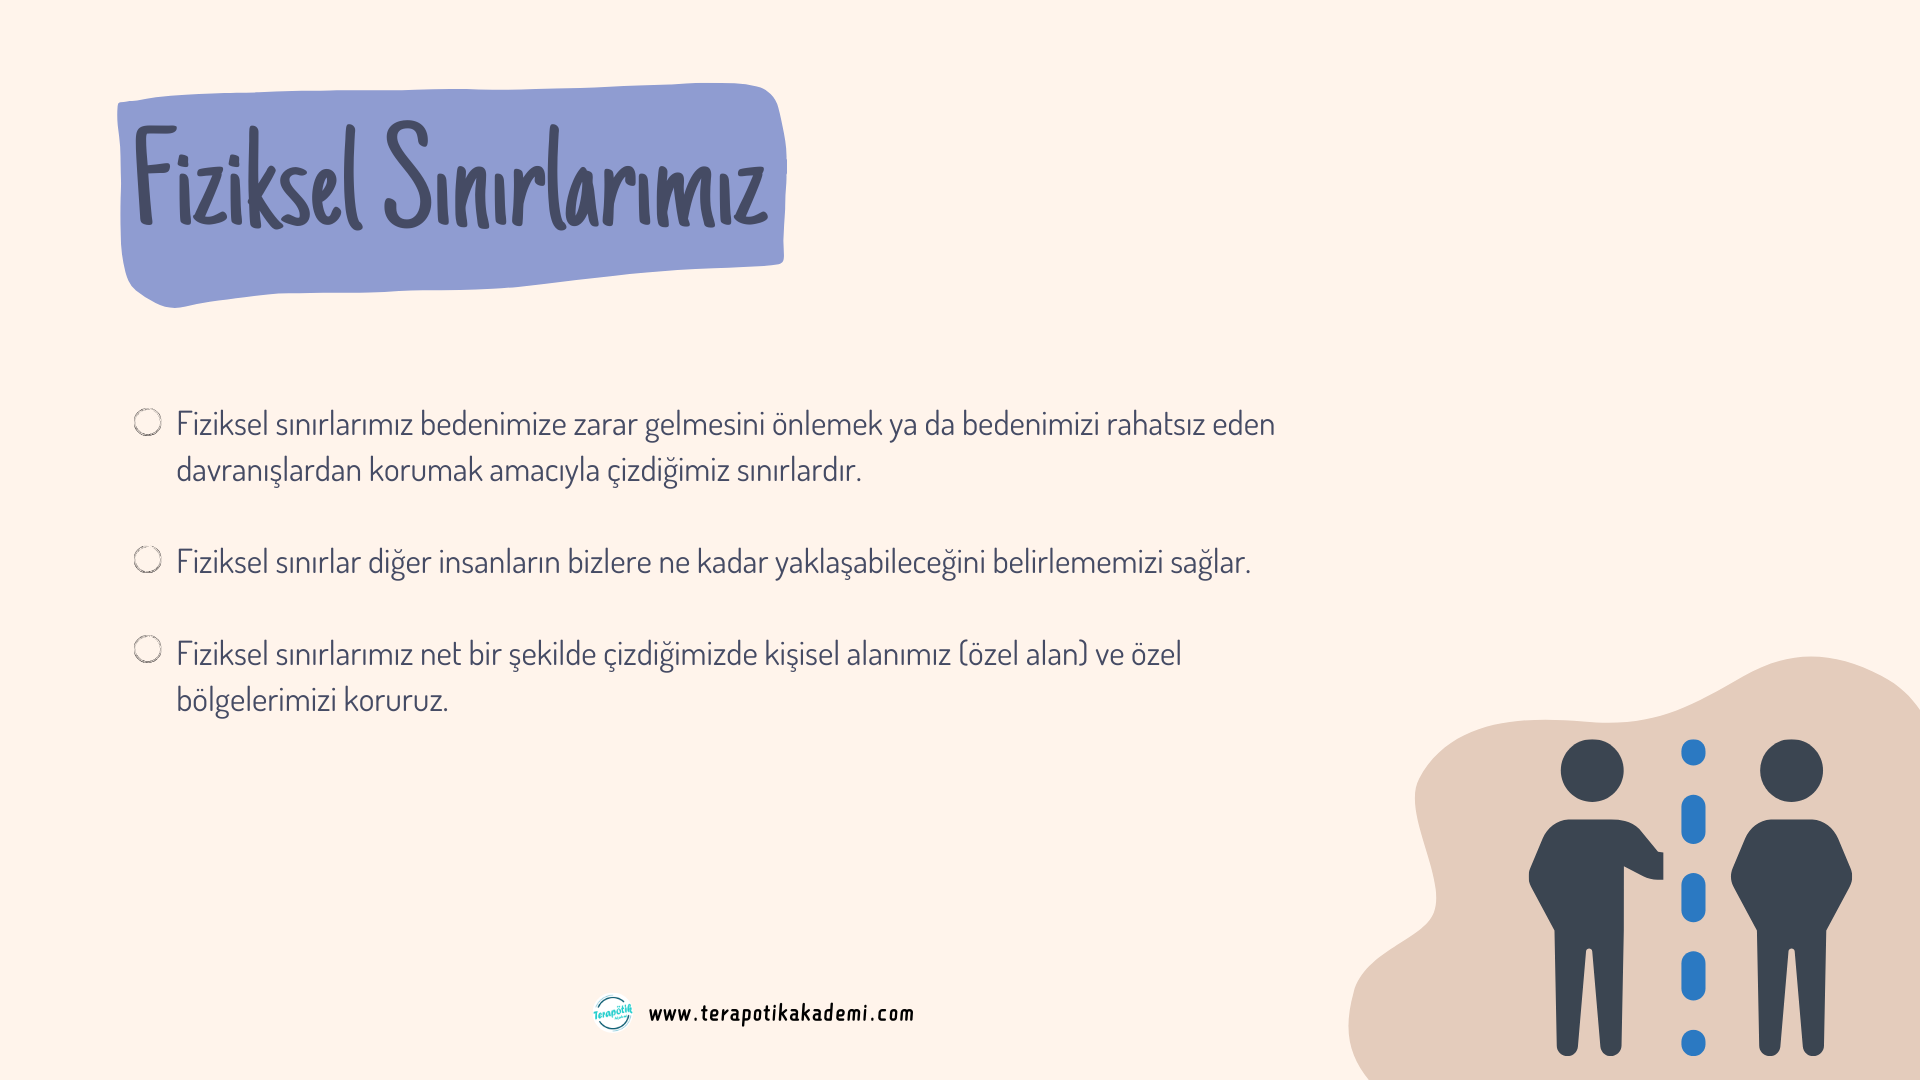 Fiziksel Sınırlarımız
Fiziksel sınırlarımız bedenimize zarar gelmesini önlemek ya da bedenimizi rahatsız eden
davranışlardan korumak amacıyla çizdiğimiz sınırlardır.
Fiziksel sınırlar diğer insanların bizlere ne kadar yaklaşabileceğini belirlememizi sağlar.
Fiziksel sınırlarımız net bir şekilde çizdiğimizde kişisel alanımız (özel alan) ve özel
bölgelerimizi koruruz.
Terapötik
www.terapotikakademi.com